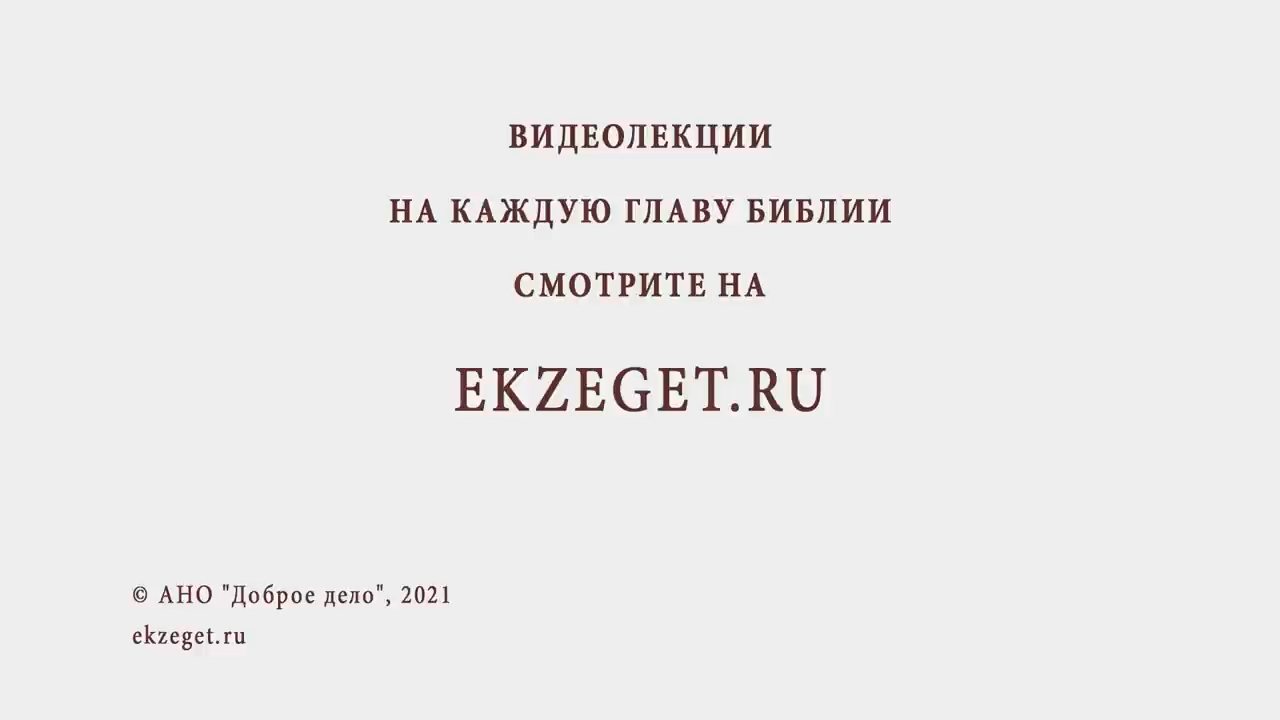 ВИДЕОЛЕКЦИИ
НА КАЖДУЮ ГЛАВУ БИБЛИИ
СМОТРИТЕ НА
EKZEGET.RU
© АНО "Доброе дело", 2021
ekzeget.ru